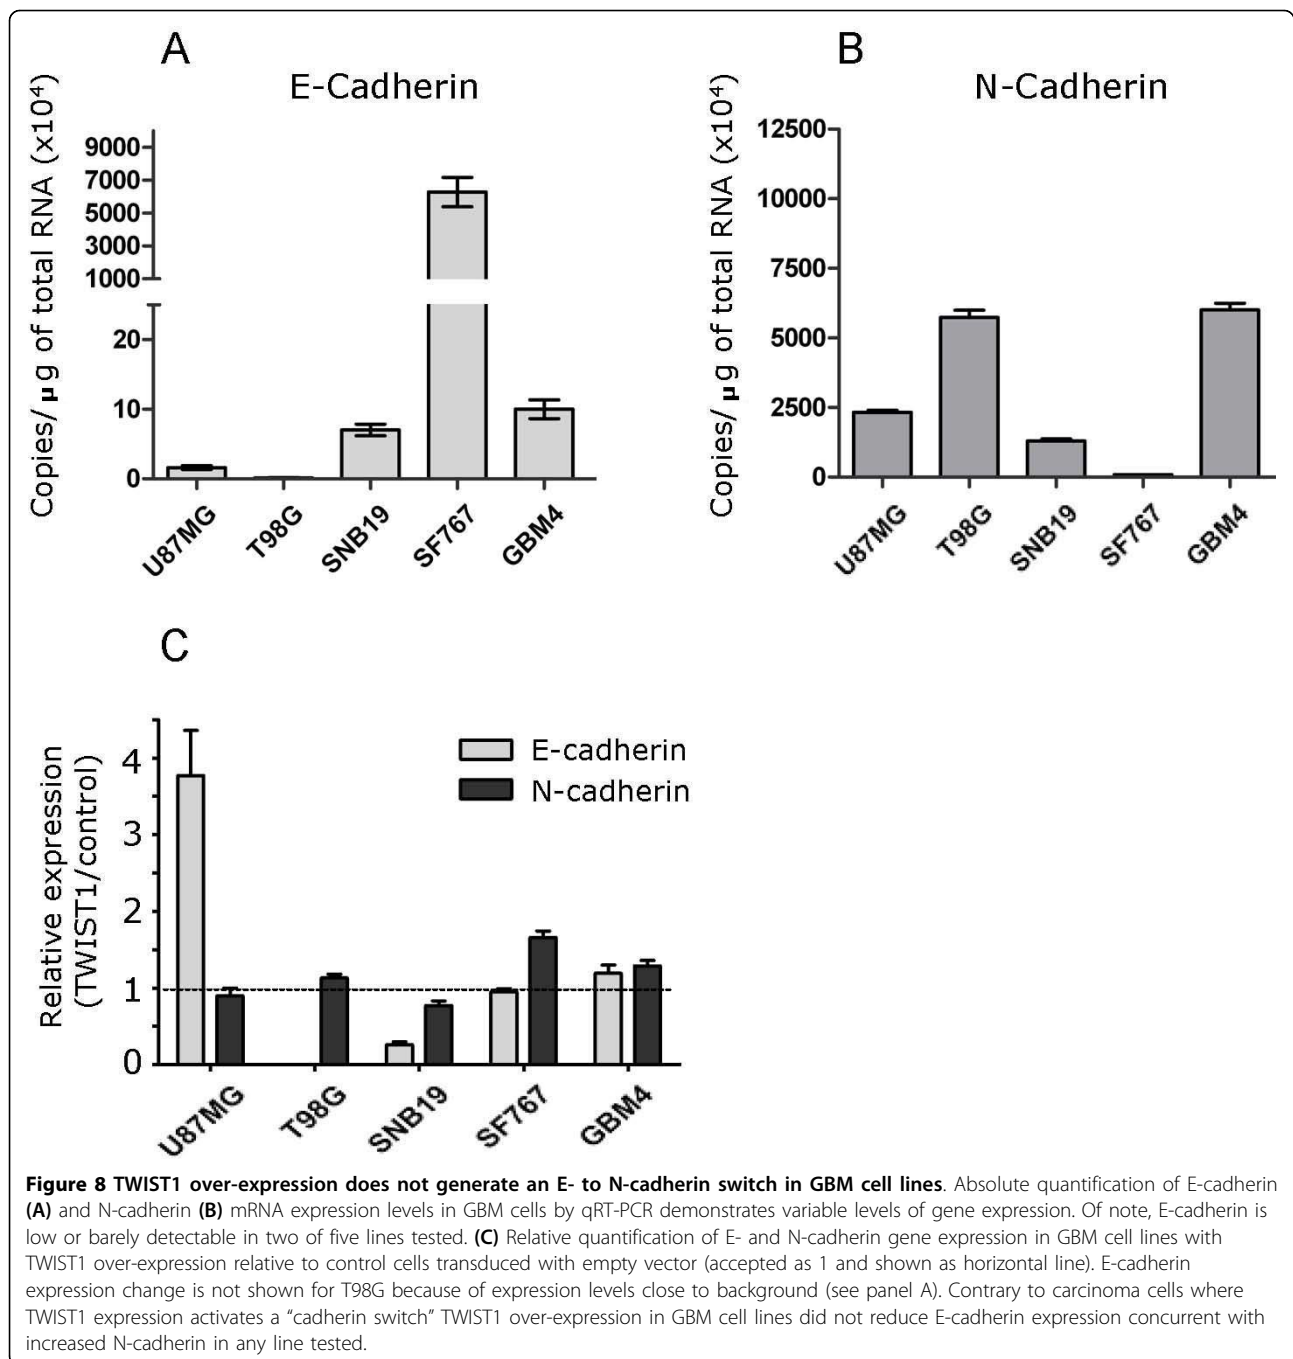 A
E-Cadherin
Copies/ μg of total RNA (x10⁴)
9000
7000
5000
3000
1000
20
10
0
U87MG
T98G
SNB19
SF767
GBM4
B
N-Cadherin
Copies/ μg of total RNA (x10⁴)
12500
10000
7500
5000
2500
0
U87MG
T98G
SNB19
SF767
GBM4
C
Relative expression
(TWIST1/control)
4
3
2
1
0
E-cadherin
N-cadherin
U87MG
T98G
SNB19
SF767
GBM4
Figure 8 TWIST1 over-expression does not generate an E- to N-cadherin switch in GBM cell lines. Absolute quantification of E-cadherin
(A) and N-cadherin (B) mRNA expression levels in GBM cells by qRT-PCR demonstrates variable levels of gene expression. Of note, E-cadherin is
low or barely detectable in two of five lines tested. (C) Relative quantification of E- and N-cadherin gene expression in GBM cell lines with
TWIST1 over-expression relative to control cells transduced with empty vector (accepted as 1 and shown as horizontal line). E-cadherin
expression change is not shown for T98G because of expression levels close to background (see panel A). Contrary to carcinoma cells where
TWIST1 expression activates a “cadherin switch” TWIST1 over-expression in GBM cell lines did not reduce E-cadherin expression concurrent with
increased N-cadherin in any line tested.